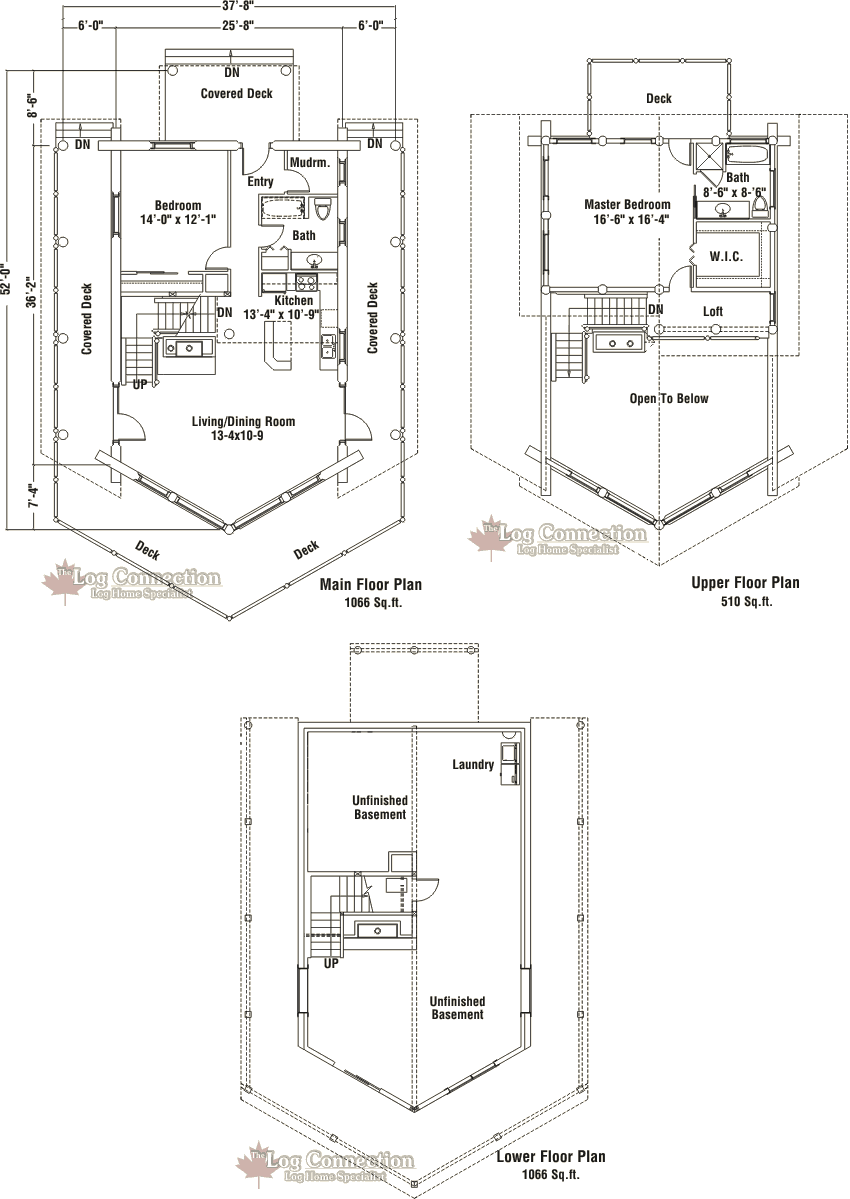 37'-8"
6'-0"
25'-8"
6'-0"
DN
Covered Deck
8'-6"
DN
DN
Mudrm.
Entry
Bedroom
14'-0" x 12'-1"
Bath
52'-0"
36'-2"
Covered Deck
Covered Deck
Kitchen
13'-4" x 10'-9"
DN
UP
Living/Dining Room
13-4x10-9
7'-4"
Deck
Deck
The Log Connection
Log Home Specialist
Main Floor Plan
1066 Sq.ft.
Deck
Bath
8'-6" x 8-'6"
Master Bedroom
16'-6" x 16'-4"
W.I.C.
DN
Loft
Open To Below
The Log Connection
Log Home Specialist
Upper Floor Plan
510 Sq.ft.
Laundry
Unfinished
Basement
UP
Unfinished
Basement
The Log Connection
Log Home Specialist
Lower Floor Plan
1066 Sq.ft.